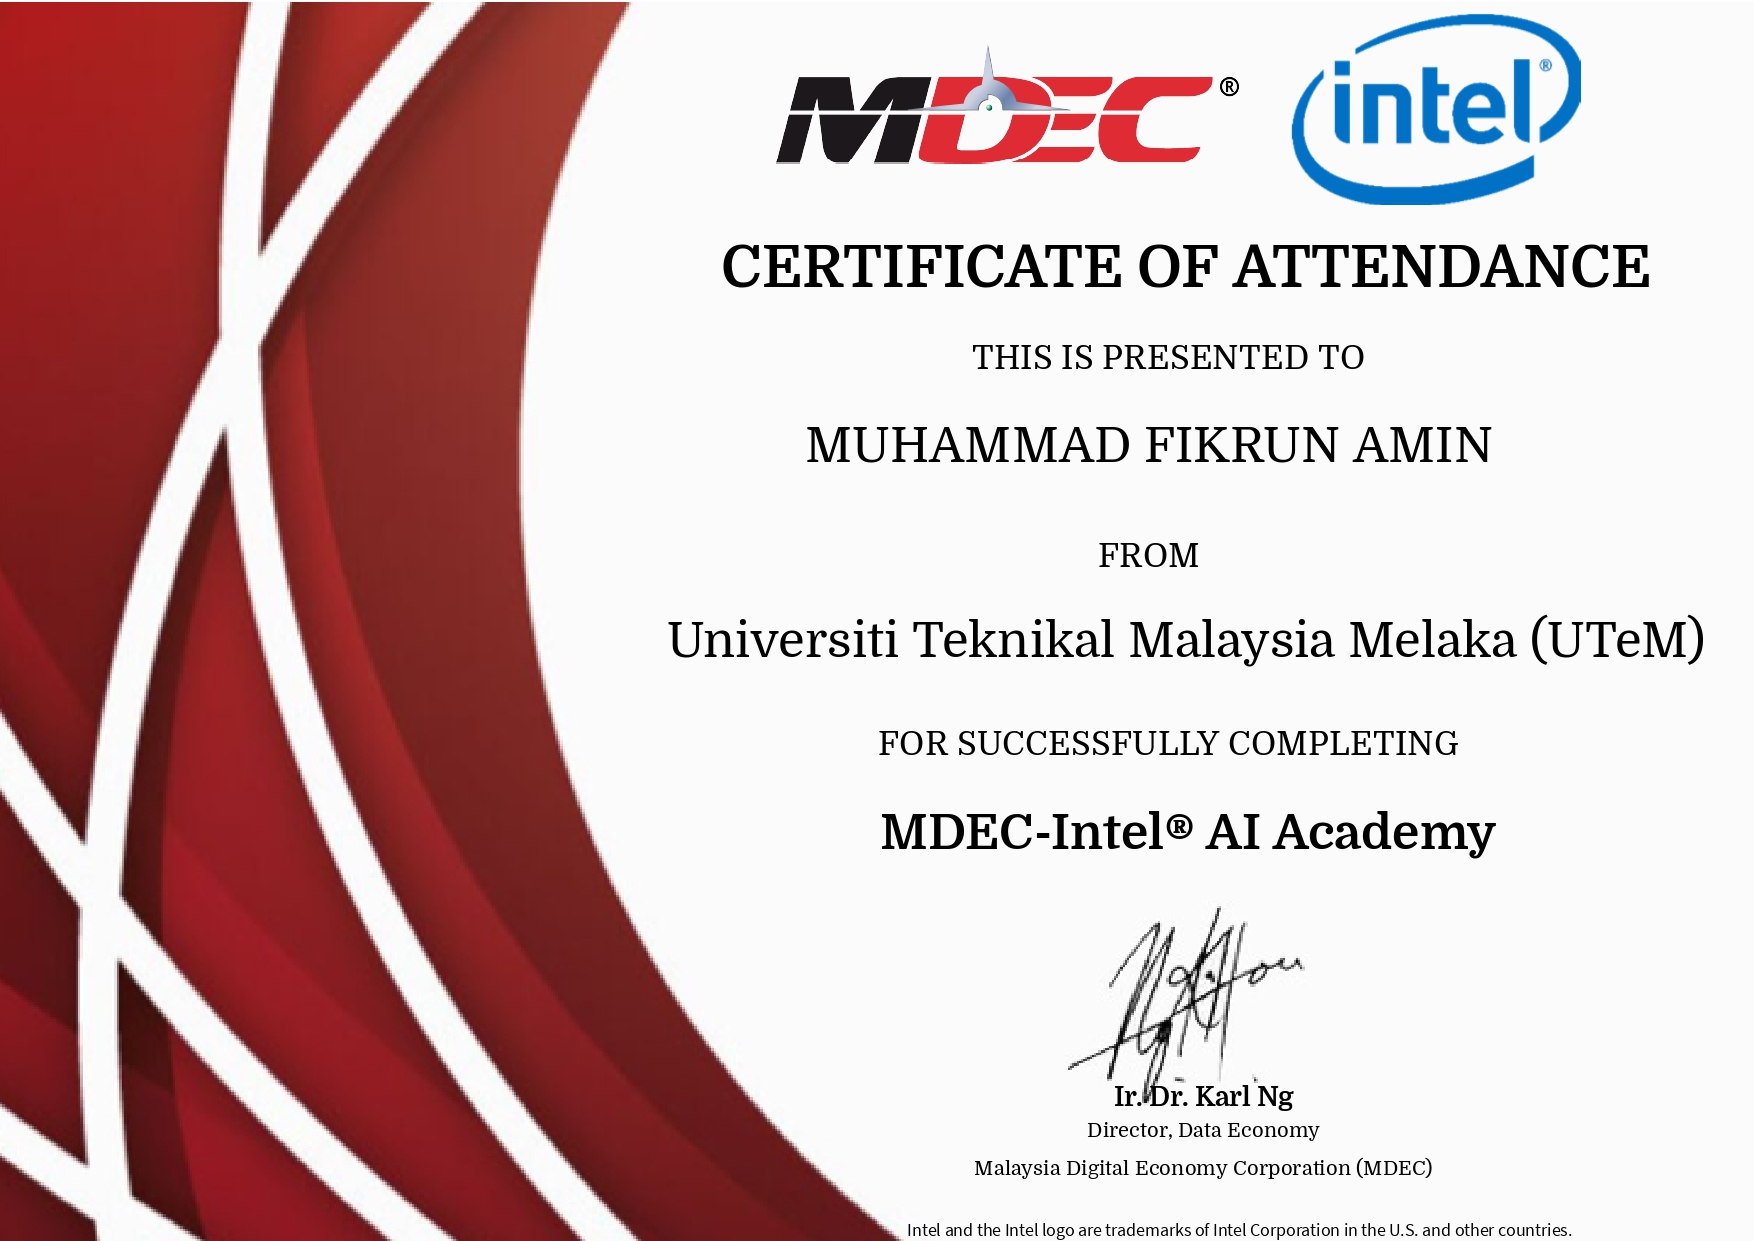 MDEC®
intel®
CERTIFICATE OF ATTENDANCE
THIS IS PRESENTED TO
MUHAMMAD FIKRUN AMIN
FROM
Universiti Teknikal Malaysia Melaka (UTeM)
FOR SUCCESSFULLY COMPLETING
MDEC-Intel® AI Academy
Ir. Dr. Karl Ng
Director, Data Economy
Malaysia Digital Economy Corporation (MDEC)
Intel and the Intel logo are trademarks of Intel Corporation in the U.S. and other countries.